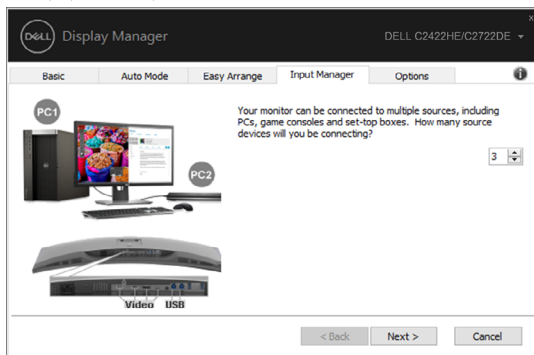 DELL Display Manager
x
DELL C2422HE/C2722DE
Basic Auto Mode Easy Arrange Input Manager Options
PC1
Your monitor can be connected to multiple sources, including
PCs, game consoles and set-top boxes. How many source
devices will you be connecting?
3
PC2
Video USB
< Back Next > Cancel